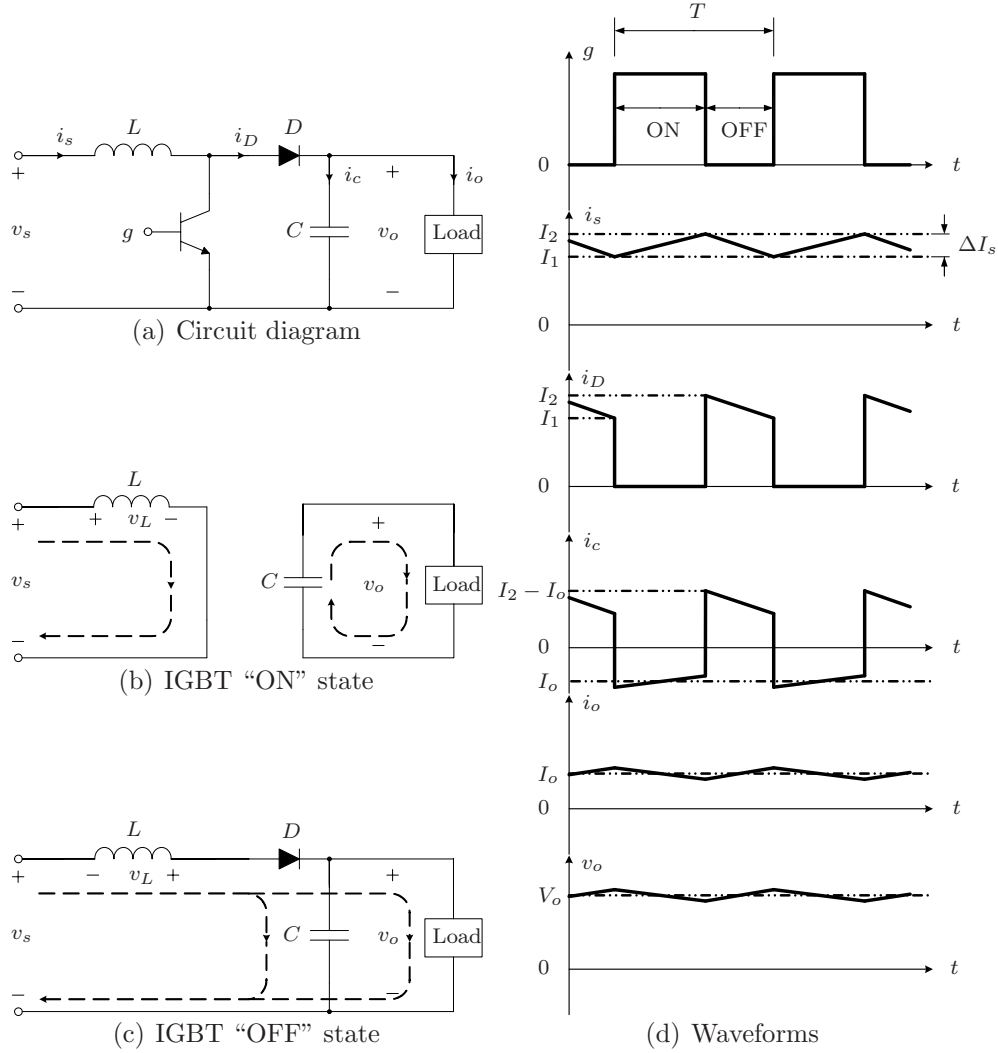 i_s
L
i_D
D
+
i_c
+
i_o
v_s
g
C
v_o
Load
−
−
(a) Circuit diagram
L
+
+ v_L -
+
v_s
C
v_o
Load
−
−
(b) IGBT “ON” state
L
D
+
- v_L +
+
v_s
C
v_o
Load
−
−
(c) IGBT “OFF” state
T
g
ON
OFF
0
t
i_s
I_2
ΔI_s
I_1
0
t
i_D
I_2
I_1
0
t
i_c
I_2 − I_o
0
t
I_o
i_o
I_o
0
t
v_o
V_o
0
t
(d) Waveforms